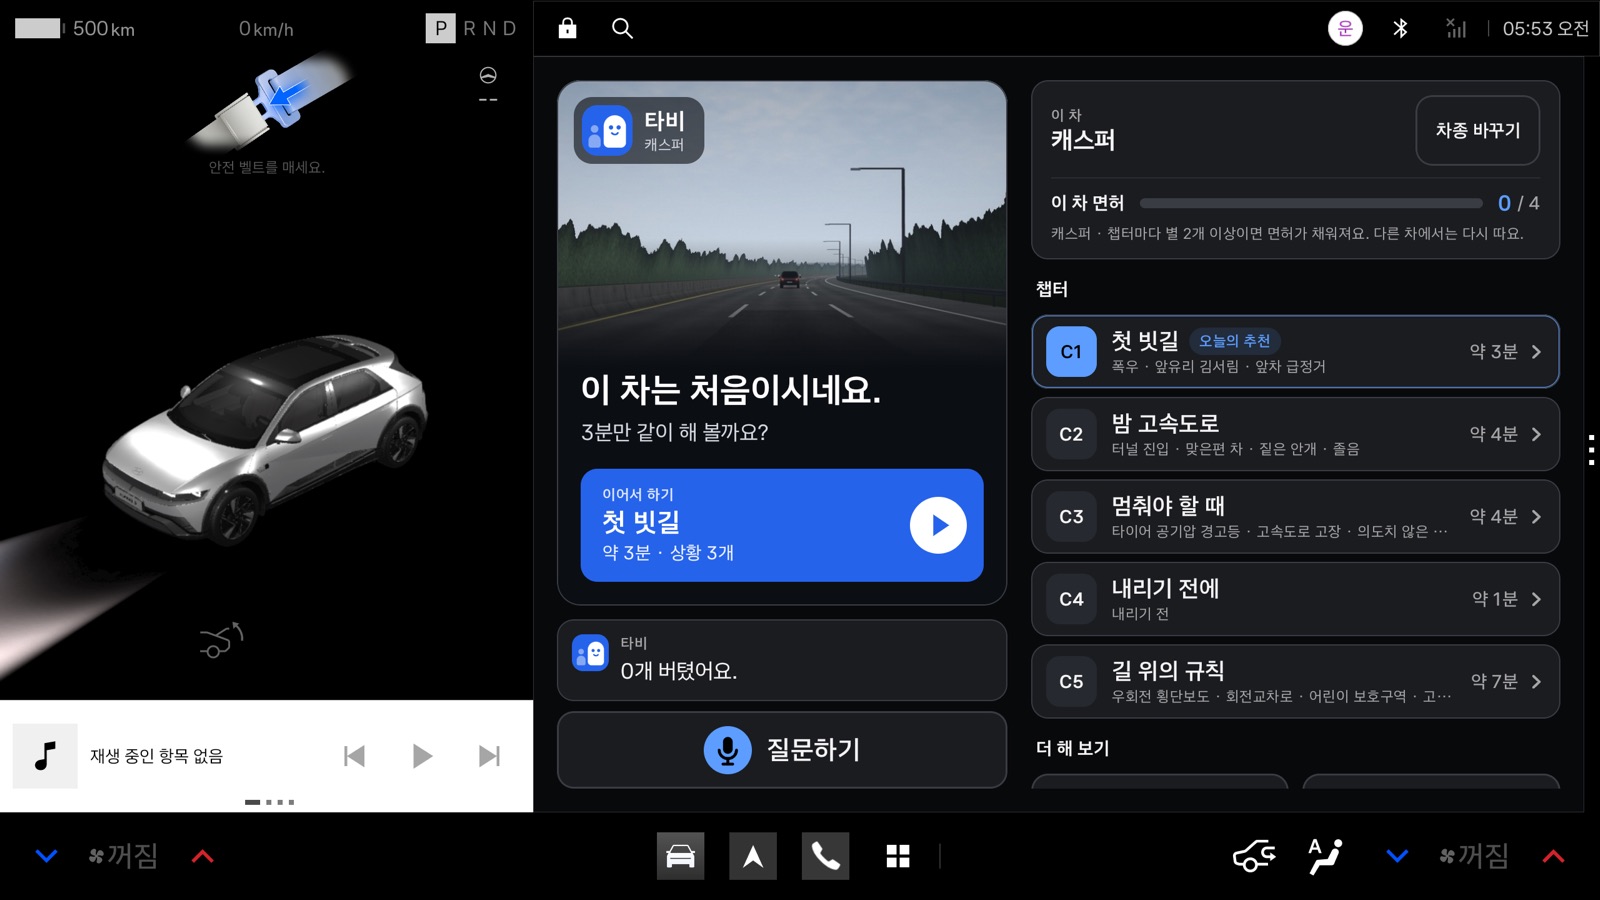 500 km
0 km/h
P R N D
--
안전 벨트를 매세요.
재생 중인 항목 없음
운
05:53 오전
타비
캐스퍼
이 차는 처음이시네요.
3분만 같이 해 볼까요?
이어서 하기
첫 빗길
약 3분 · 상황 3개
타비
0개 버텼어요.
질문하기
이 차
캐스퍼
차종 바꾸기
이 차 면허
0 / 4
캐스퍼 · 챕터마다 별 2개 이상이면 면허가 채워져요. 다른 차에서는 다시 따요.
챕터
C1
첫 빗길
오늘의 추천
폭우 · 앞유리 김서림 · 앞차 급정거
약 3분
C2
밤 고속도로
터널 진입 · 맞은편 차 · 짙은 안개 · 졸음
약 4분
C3
멈춰야 할 때
타이어 공기압 경고등 · 고속도로 고장 · 의도치 않은 ···
약 4분
C4
내리기 전에
내리기 전
약 1분
C5
길 위의 규칙
우회전 횡단보도 · 회전교차로 · 어린이 보호구역 · 고···
약 7분
더 해 보기
꺼짐
A
꺼짐